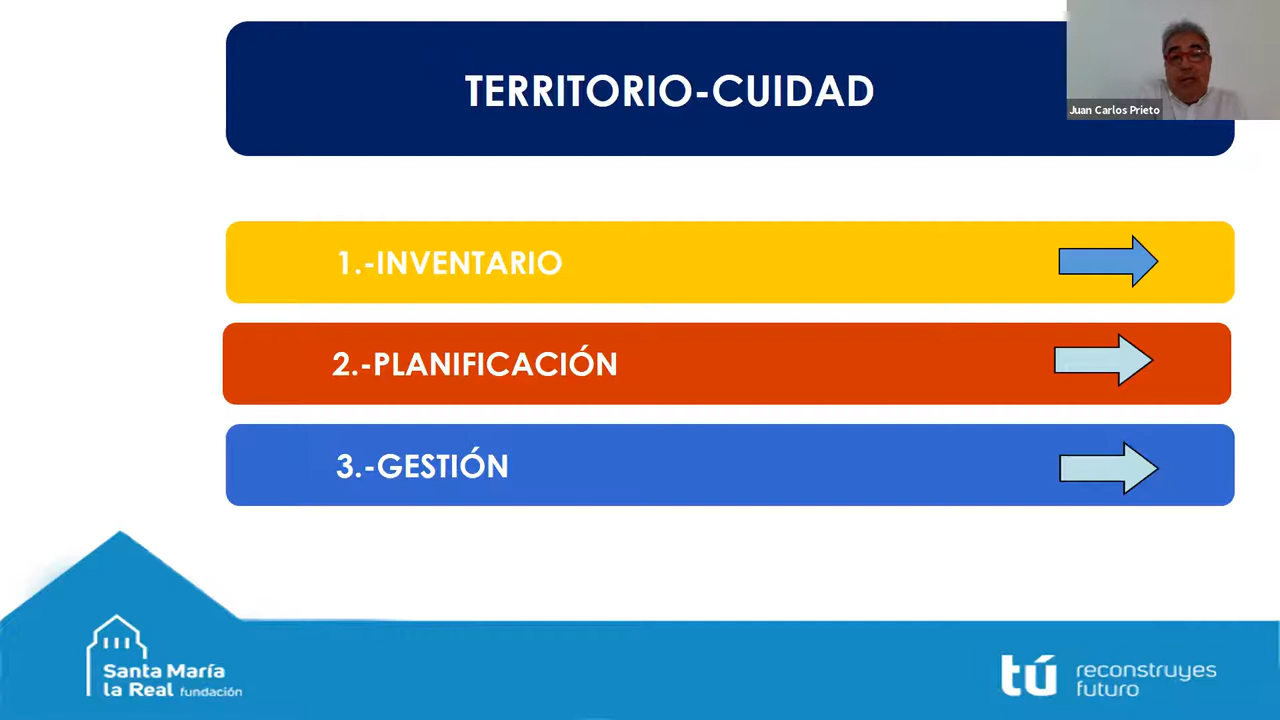 TERRITORIO-CUIDAD
Juan Carlos Prieto
1.-INVENTARIO
2.-PLANIFICACIÓN
3.-GESTIÓN
Santa María
la Real fundación
tú reconstruyes
futuro